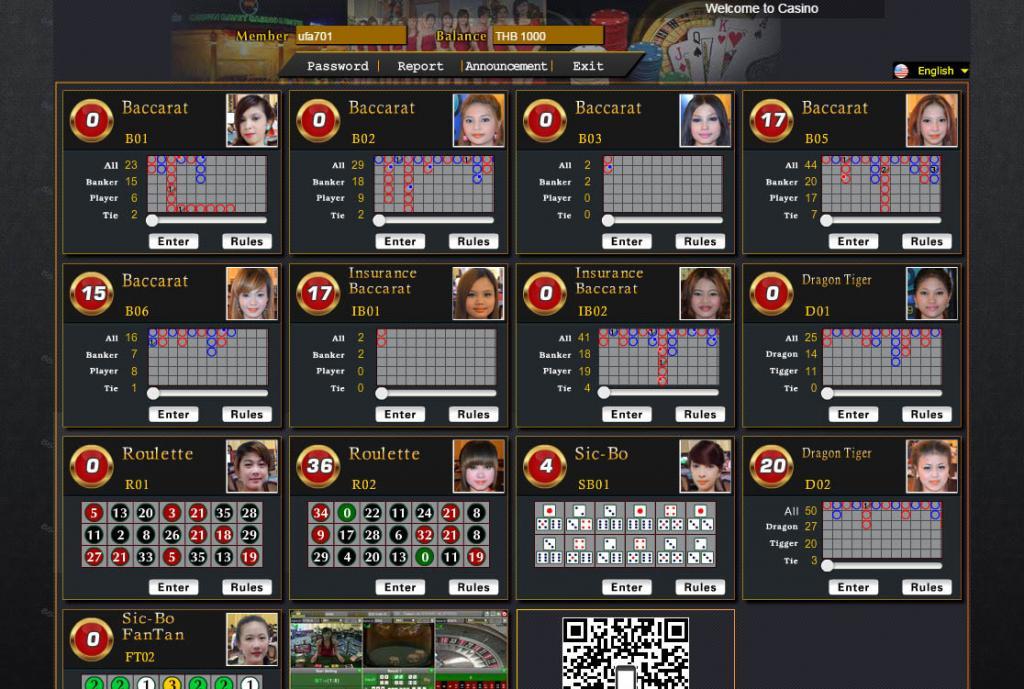 Welcome to Casino
Member ufa701 Balance THB 1000
Password | Report | Announcement | Exit
English
0 Baccarat B01
All 23
Banker 15
Player 6
Tie 2
Enter Rules
0 Baccarat B02
All 29
Banker 18
Player 9
Tie 2
Enter Rules
0 Baccarat B03
All 2
Banker 2
Player 0
Tie 0
Enter Rules
17 Baccarat B05
All 44
Banker 20
Player 17
Tie 7
Enter Rules
15 Baccarat B06
All 16
Banker 7
Player 8
Tie 1
Enter Rules
17 Insurance
Baccarat
IB01
All 2
Banker 2
Player 0
Tie 0
Enter Rules
0 Insurance
Baccarat
IB02
All 41
Banker 18
Player 19
Tie 4
Enter Rules
0 Dragon Tiger
D01
All 25
Dragon 14
Tigger 11
Tie 0
Enter Rules
0 Roulette
R01
5 13 20 3 21 35 28
11 2 8 26 21 18 29
27 21 33 5 35 13 19
Enter Rules
36 Roulette
R02
34 0 22 11 24 21 8
9 17 28 6 32 21 8
29 4 20 13 0 11 19
Enter Rules
4 Sic-Bo
SB01
Enter Rules
20 Dragon Tiger
D02
All 50
Dragon 27
Tigger 20
Tie 3
Enter Rules
0 Sic-Bo
FanTan
FT02
2 2 1 3 2 2 1